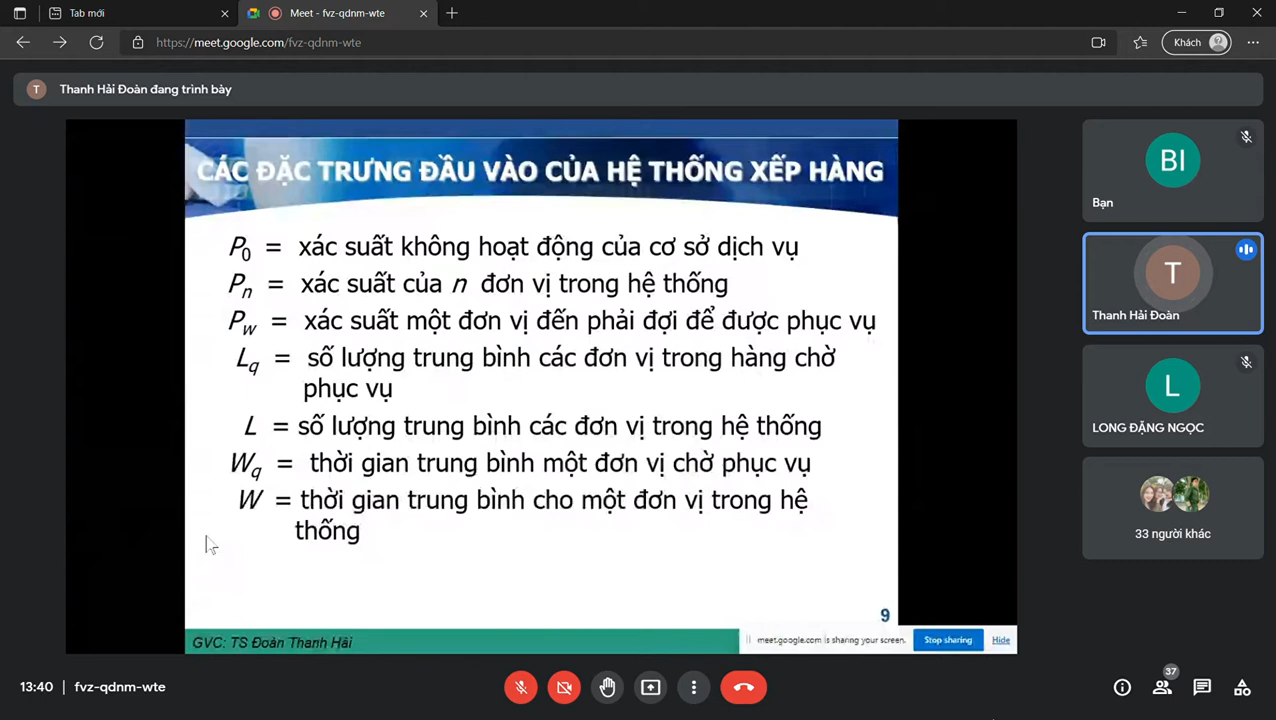 Tab mới
Meet - fvz-qdnm-wte
https://meet.google.com/fvz-qdnm-wte
Khách
T Thanh Hải Đoàn đang trình bày
CÁC ĐẶC TRƯNG ĐẦU VÀO CỦA HỆ THỐNG XẾP HÀNG
P0 = xác suất không hoạt động của cơ sở dịch vụ
Pn = xác suất của n đơn vị trong hệ thống
Pw = xác suất một đơn vị đến phải đợi để được phục vụ
Lq = số lượng trung bình các đơn vị trong hàng chờ
phục vụ
L = số lượng trung bình các đơn vị trong hệ thống
Wq = thời gian trung bình một đơn vị chờ phục vụ
W = thời gian trung bình cho một đơn vị trong hệ
thống
9
GVC: TS Đoàn Thanh Hải
meet.google.com is sharing your screen. Stop sharing Hide
BI
Bạn
T
Thanh Hải Đoàn
L
LONG ĐẶNG NGỌC
33 người khác
13:40 | fvz-qdnm-wte
37